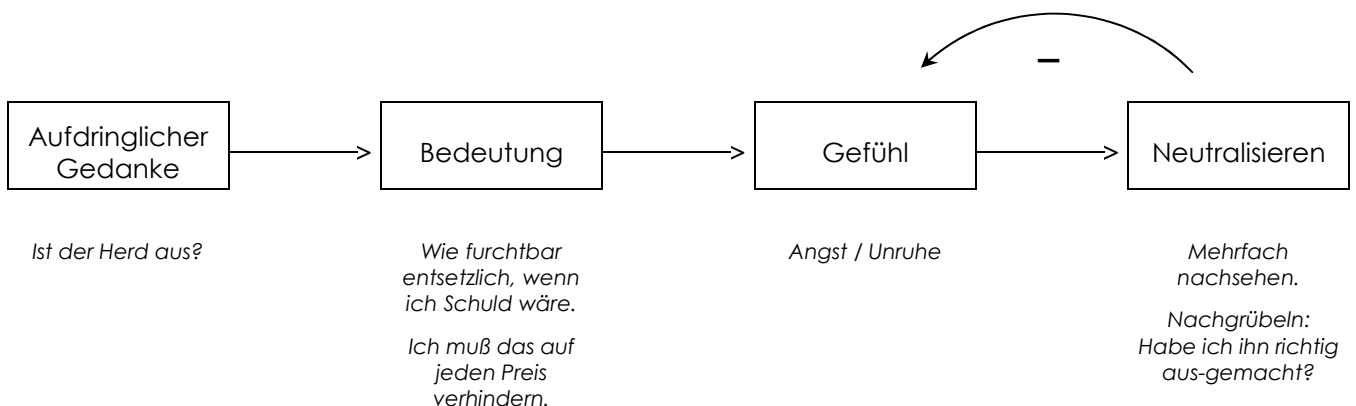 –
Aufdringlicher
Gedanke
Bedeutung
Gefühl
Neutralisieren
Ist der Herd aus?
Wie furchtbar
entsetzlich, wenn
ich Schuld wäre.
Ich muß das auf
jeden Preis
verhindern.
Angst / Unruhe
Mehrfach
nachsehen.
Nachgrübeln:
Habe ich ihn richtig
aus-gemacht?